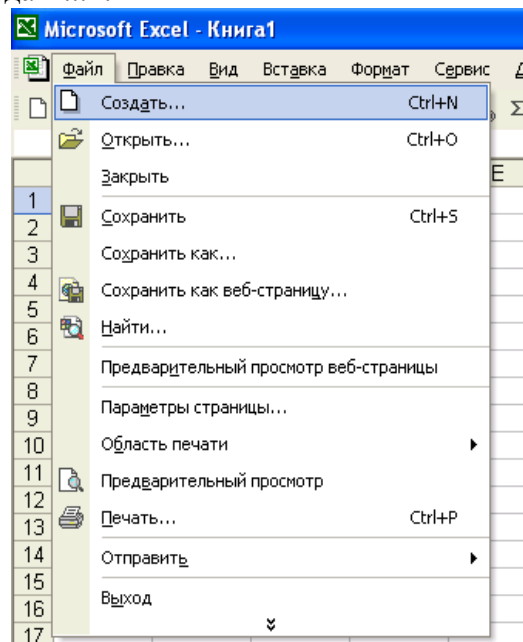 Microsoft Excel - Книга1
Файл Правка Вид Вставка Формат Сервис
Создать... Ctrl+N
Открыть... Ctrl+O
Закрыть
E
1
Сохранить Ctrl+S
2
Сохранить как...
3
4
Сохранить как веб-страницу...
5
Найти...
6
7
Предварительный просмотр веб-страницы
8
Параметры страницы...
9
10
Область печати
11
Предварительный просмотр
12
Печать... Ctrl+P
13
14
Отправить
15
Выход
16
17